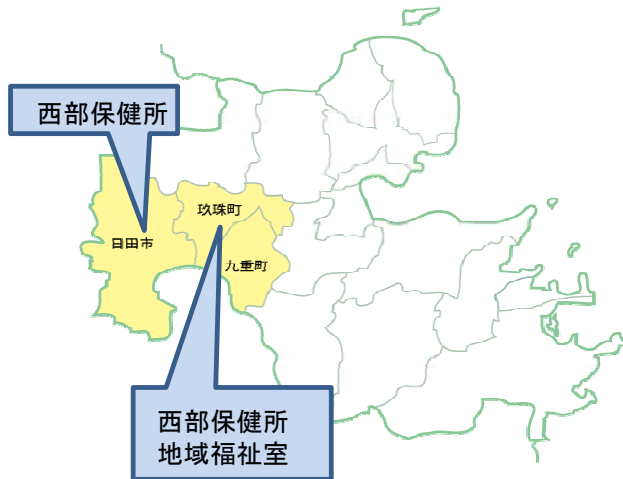 西部保健所
玖珠町
日田市
九重町
西部保健所
地域福祉室